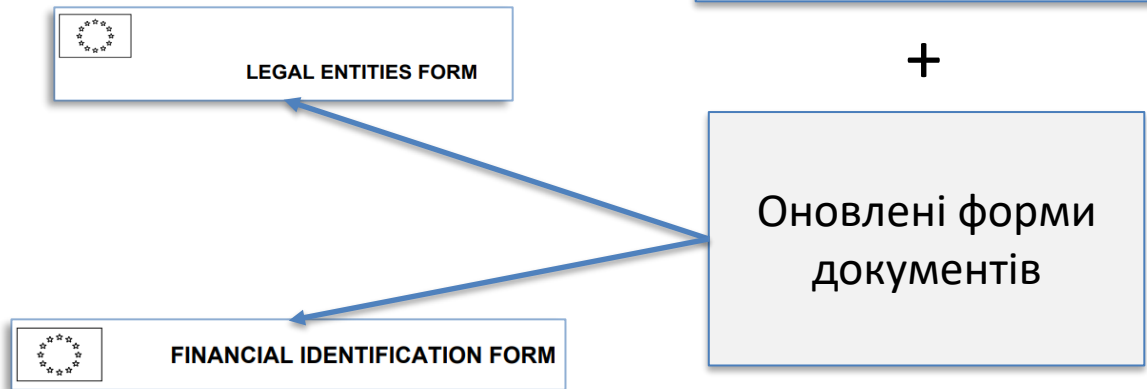 LEGAL ENTITIES FORM
+
Оновлені форми
документів
FINANCIAL IDENTIFICATION FORM